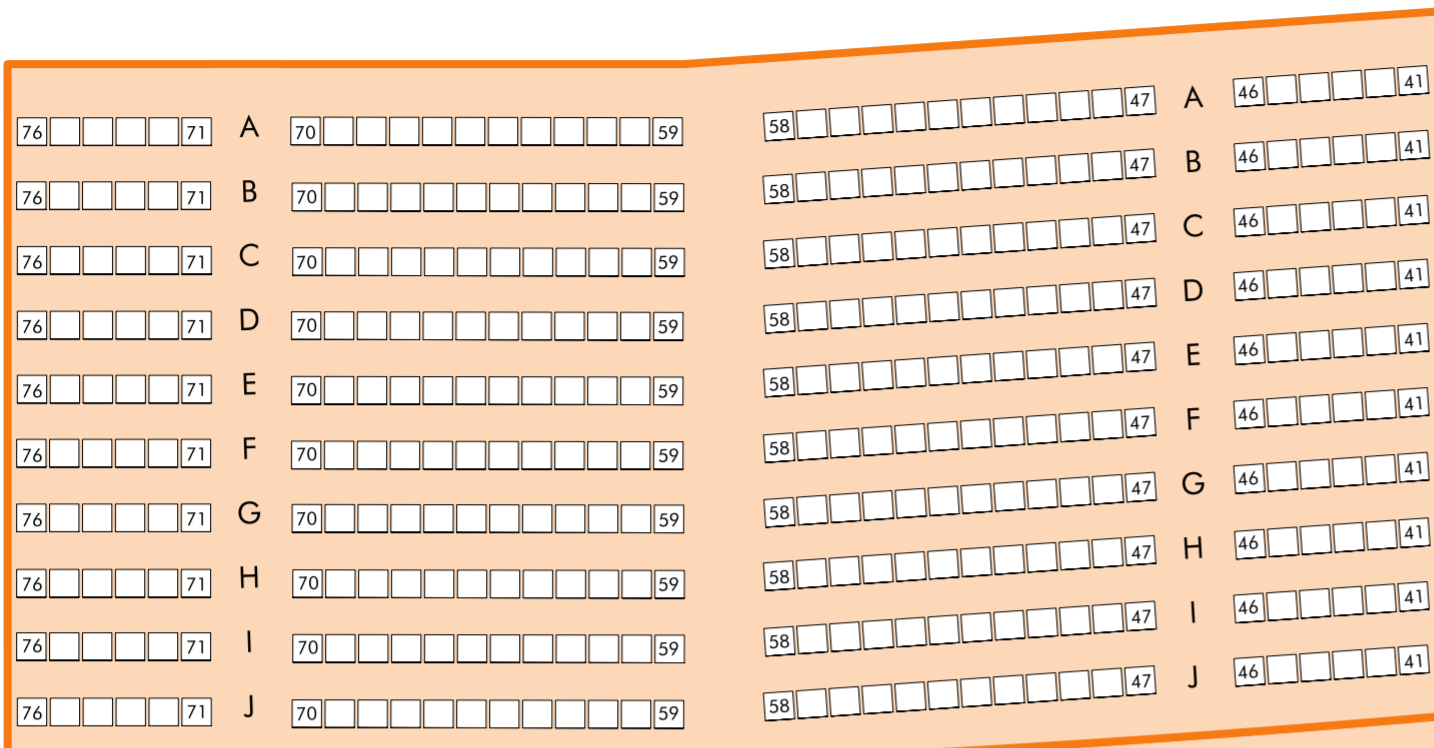 76 71 A 70 59 58 47 A 46 41
76 71 B 70 59 58 47 B 46 41
76 71 C 70 59 58 47 C 46 41
76 71 D 70 59 58 47 D 46 41
76 71 E 70 59 58 47 E 46 41
76 71 F 70 59 58 47 F 46 41
76 71 G 70 59 58 47 G 46 41
76 71 H 70 59 58 47 H 46 41
76 71 I 70 59 58 47 I 46 41
76 71 J 70 59 58 47 J 46 41